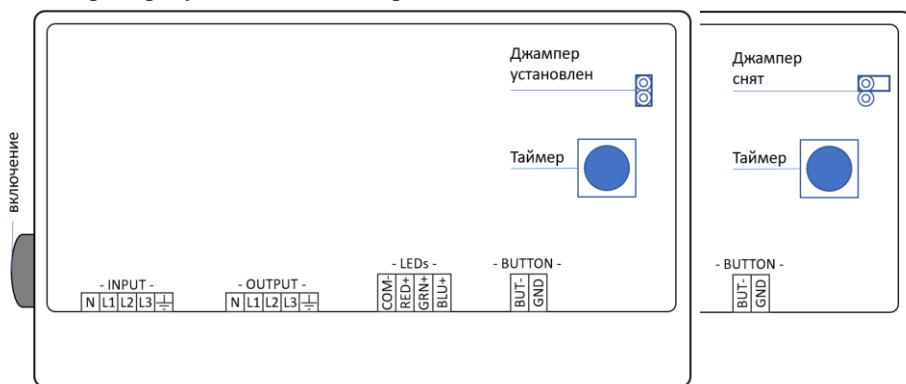 Джампер
установлен
Таймер
включение
- INPUT -
N L1 L2 L3
- OUTPUT -
N L1 L2 L3
- LEDs -
COM-
RED+
GRN+
BLU+
- BUTTON -
BUT-
GND
Джампер
снят
Таймер
- BUTTON -
BUT-
GND